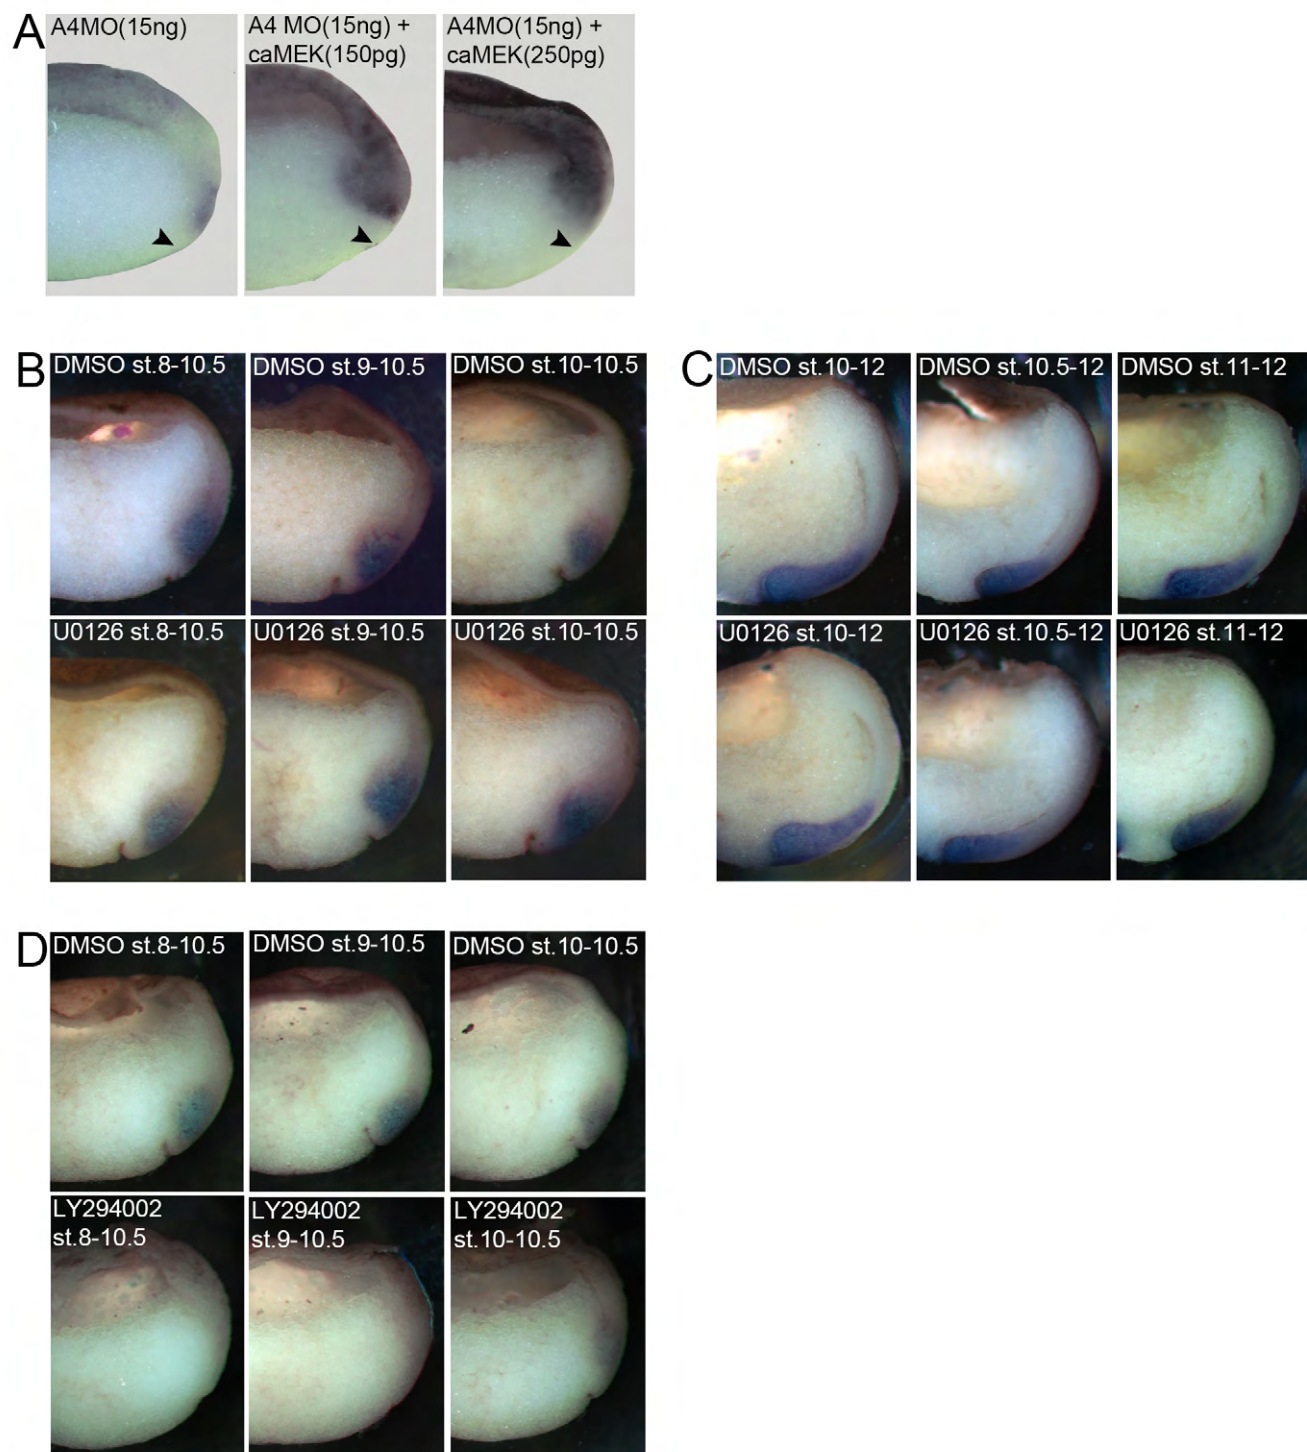 A
A4MO(15ng)
A4 MO(15ng) +
caMEK(150pg)
A4MO(15ng) +
caMEK(250pg)
B
DMSO st.8-10.5
DMSO st.9-10.5
DMSO st.10-10.5
U0126 st.8-10.5
U0126 st.9-10.5
U0126 st.10-10.5
C
DMSO st.10-12
DMSO st.10.5-12
DMSO st.11-12
U0126 st.10-12
U0126 st.10.5-12
U0126 st.11-12
D
DMSO st.8-10.5
DMSO st.9-10.5
DMSO st.10-10.5
LY294002
st.8-10.5
LY294002
st.9-10.5
LY294002
st.10-10.5